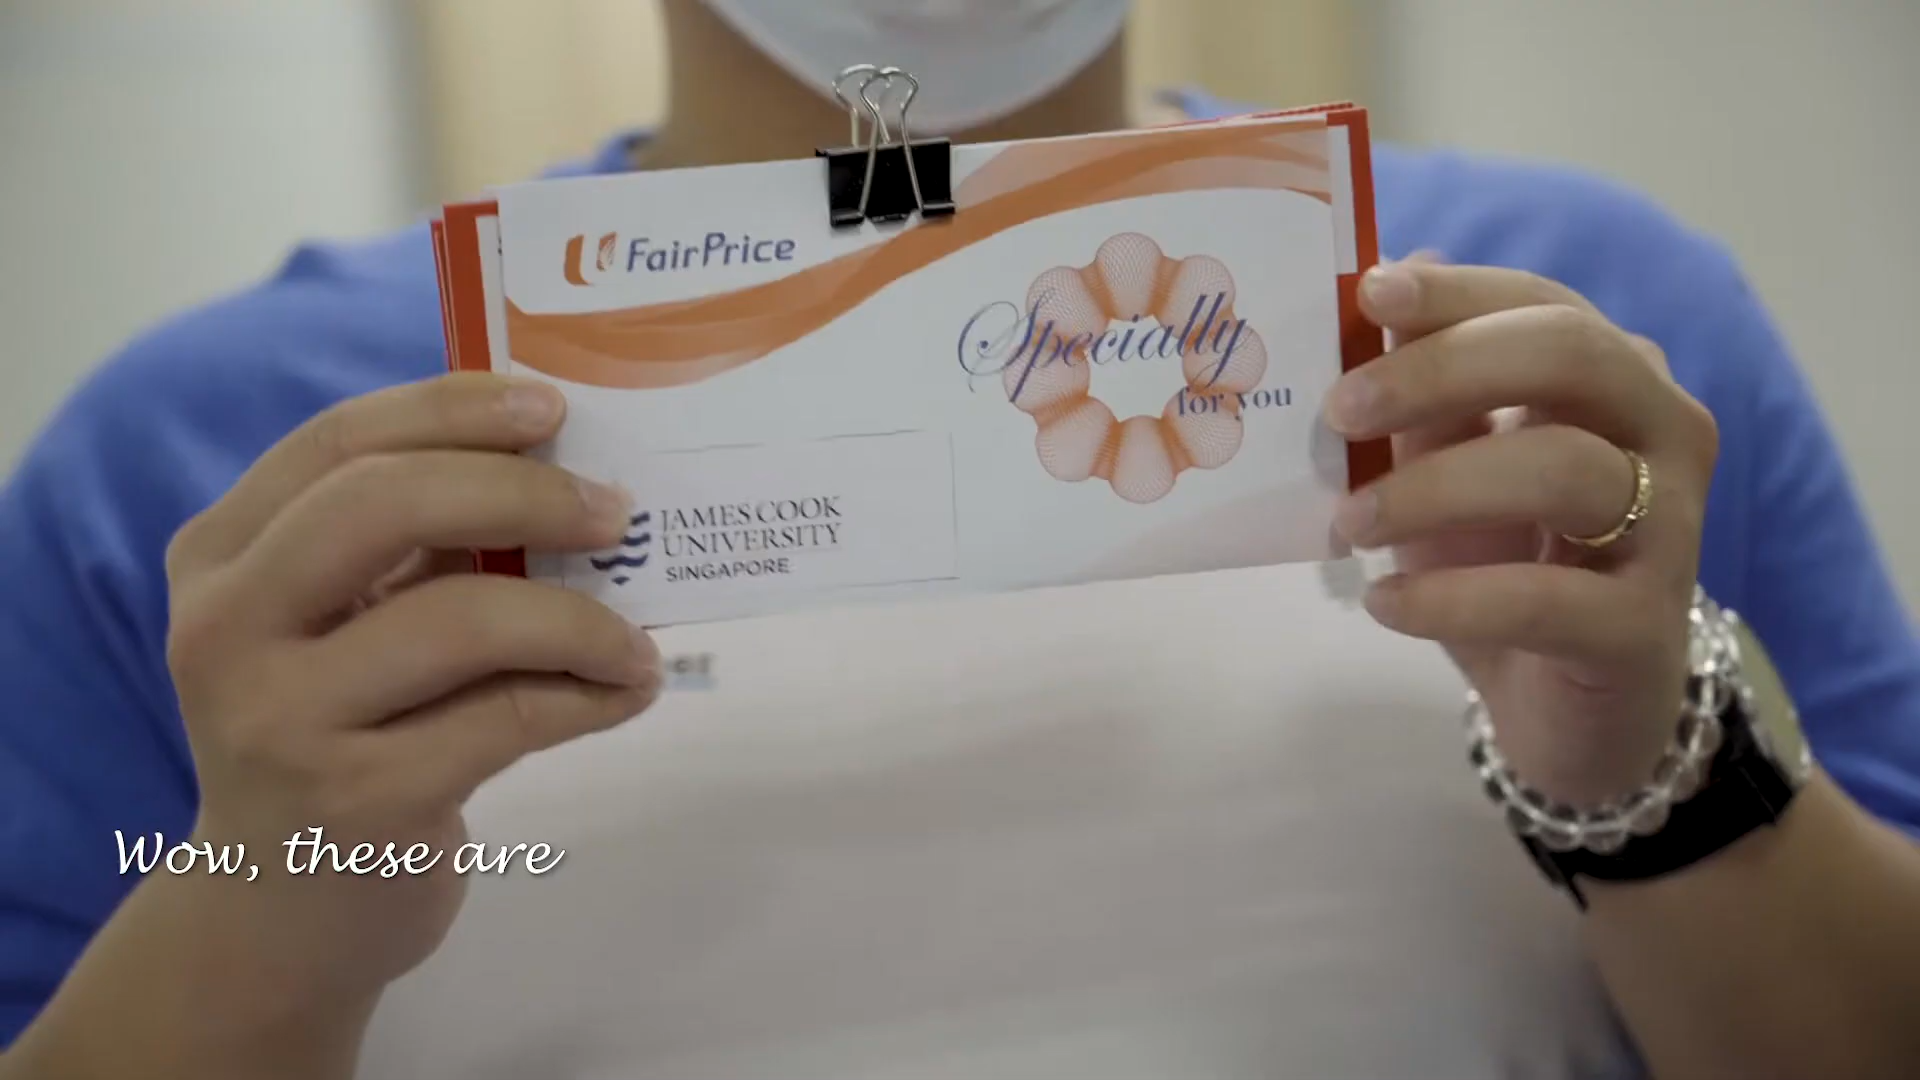 FairPrice
Specially
for you
JAMES COOK
UNIVERSITY
SINGAPORE
Wow, these are